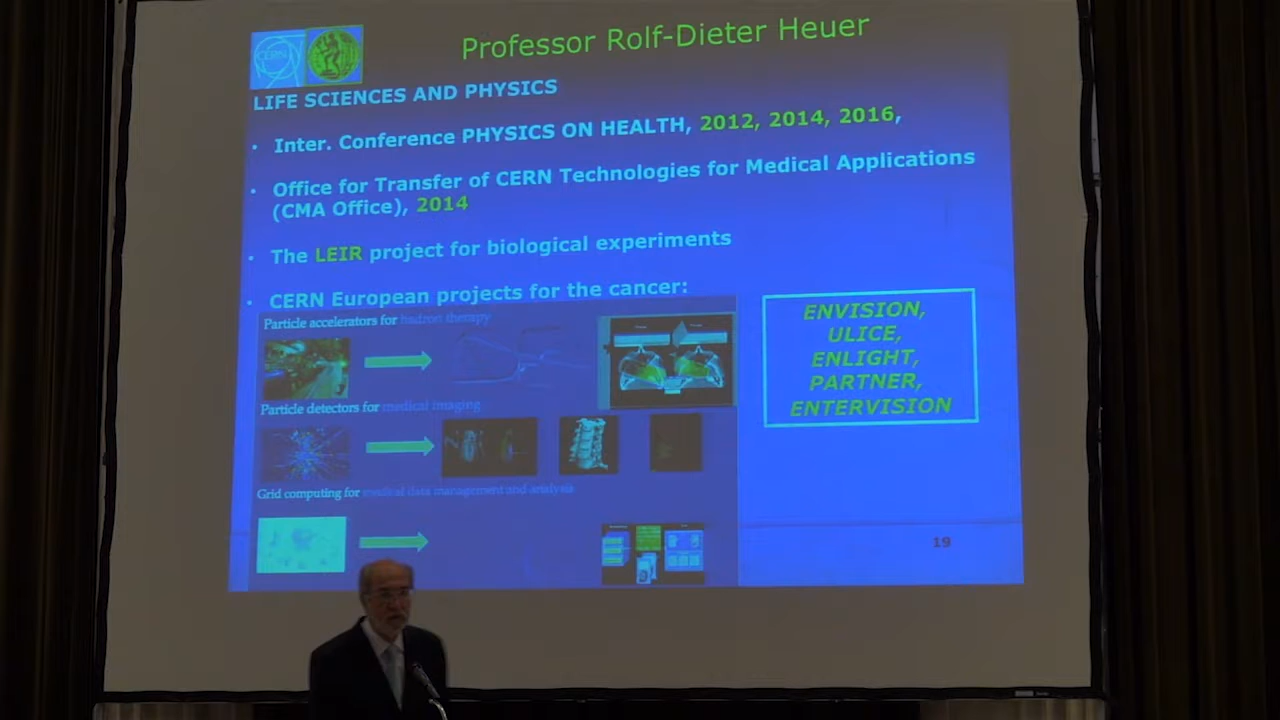 Professor Rolf-Dieter Heuer
CERN
LIFE SCIENCES AND PHYSICS
• Inter. Conference PHYSICS ON HEALTH, 2012, 2014, 2016,
• Office for Transfer of CERN Technologies for Medical Applications
(CMA Office), 2014
• The LEIR project for biological experiments
• CERN European projects for the cancer:
Particle accelerators for hadron therapy
Particle detectors for medical imaging
Grid computing for medical data management and analysis
ENVISION,
ULICE,
ENLIGHT,
PARTNER,
ENTERVISION
19